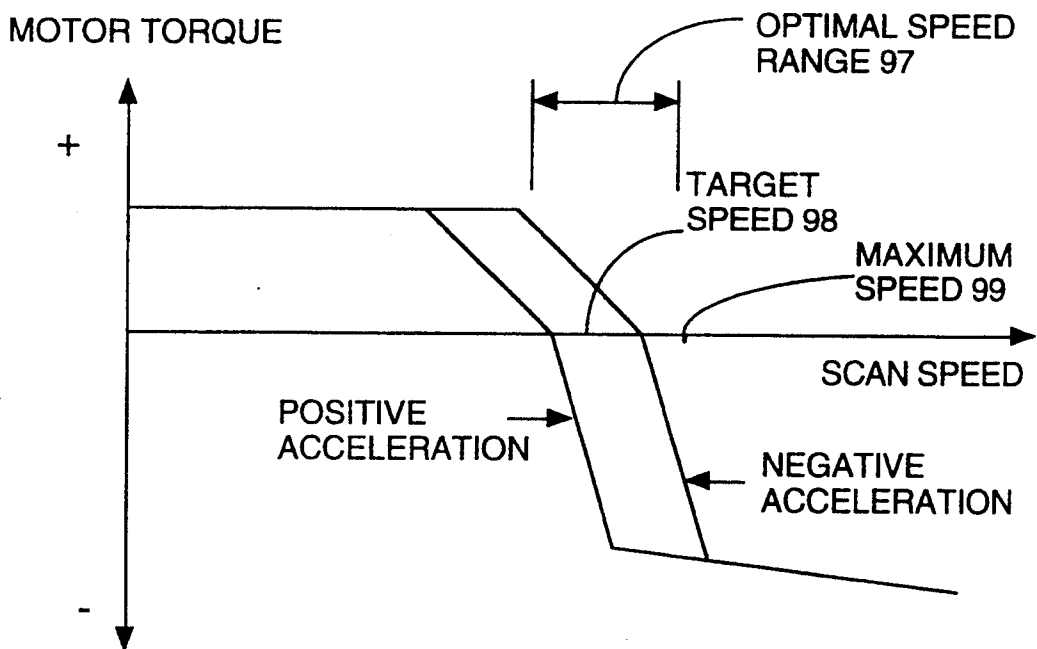 MOTOR TORQUE
OPTIMAL SPEED
RANGE 97
+
TARGET
SPEED 98
MAXIMUM
SPEED 99
SCAN SPEED
POSITIVE
ACCELERATION
NEGATIVE
ACCELERATION
-